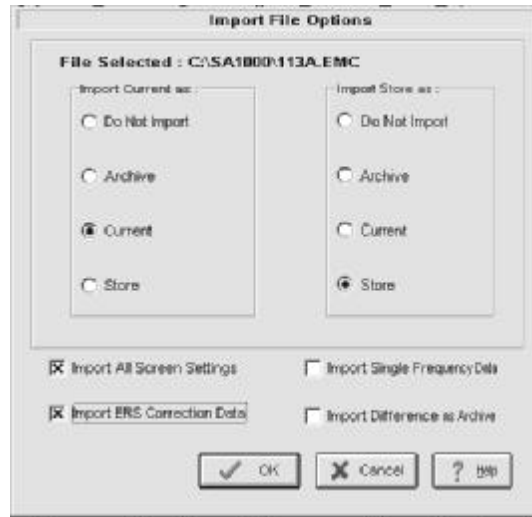 Import File Options
File Selected : C:\SA1000\113A.EMC
Import Current as :
Do Not Import
Archive
Current
Store
Import Store as :
Do Not Import
Archive
Current
Store
Import All Screen Settings
Import ERS Correction Data
Import Single Frequency Data
Import Difference as Archive
OK
Cancel
? Help